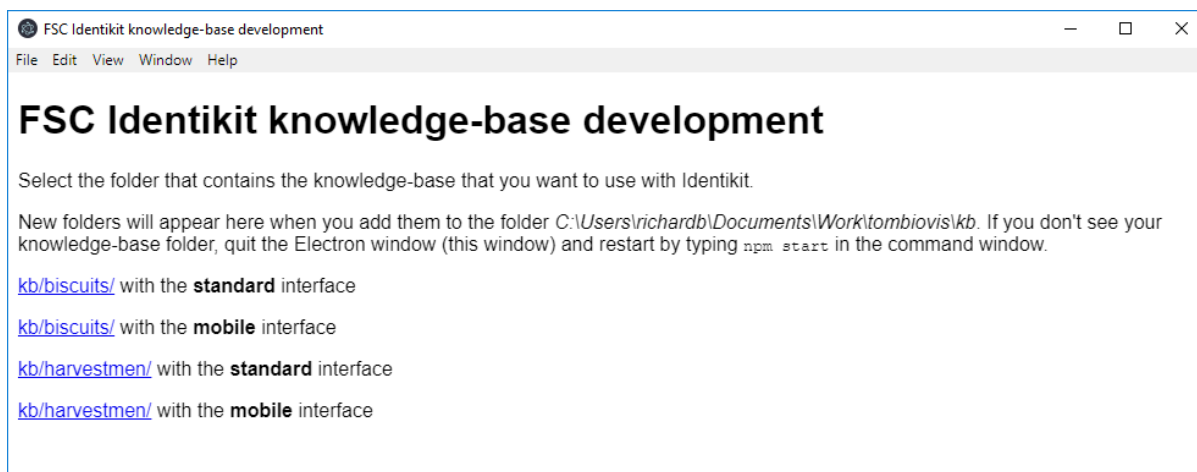 FSC Identikit knowledge-base development
File Edit View Window Help
FSC Identikit knowledge-base development
Select the folder that contains the knowledge-base that you want to use with Identikit.
New folders will appear here when you add them to the folder C:\Users\richardb\Documents\Work\tombiovis\kb. If you don't see your
knowledge-base folder, quit the Electron window (this window) and restart by typing npm start in the command window.
kb/biscuits/ with the standard interface
kb/biscuits/ with the mobile interface
kb/harvestmen/ with the standard interface
kb/harvestmen/ with the mobile interface